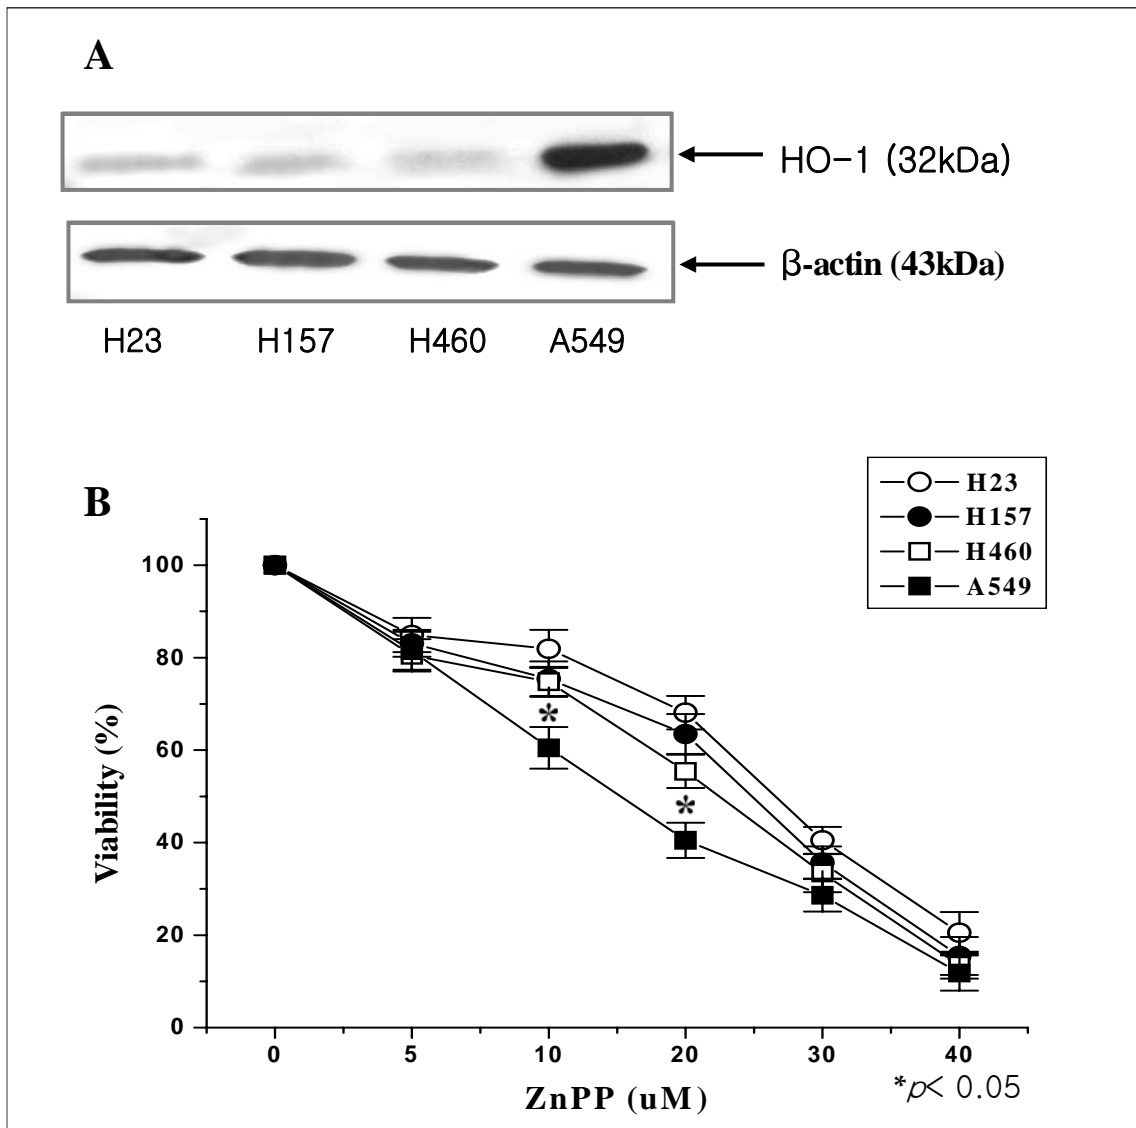 A
HO-1 (32kDa)
β-actin (43kDa)
H23 H157 H460 A549
B
H23
H157
H460
A549
100
80
60
40
20
0
Viability (%)
*
*
0 5 10 20 30 40
ZnPP (uM)
*p< 0.05